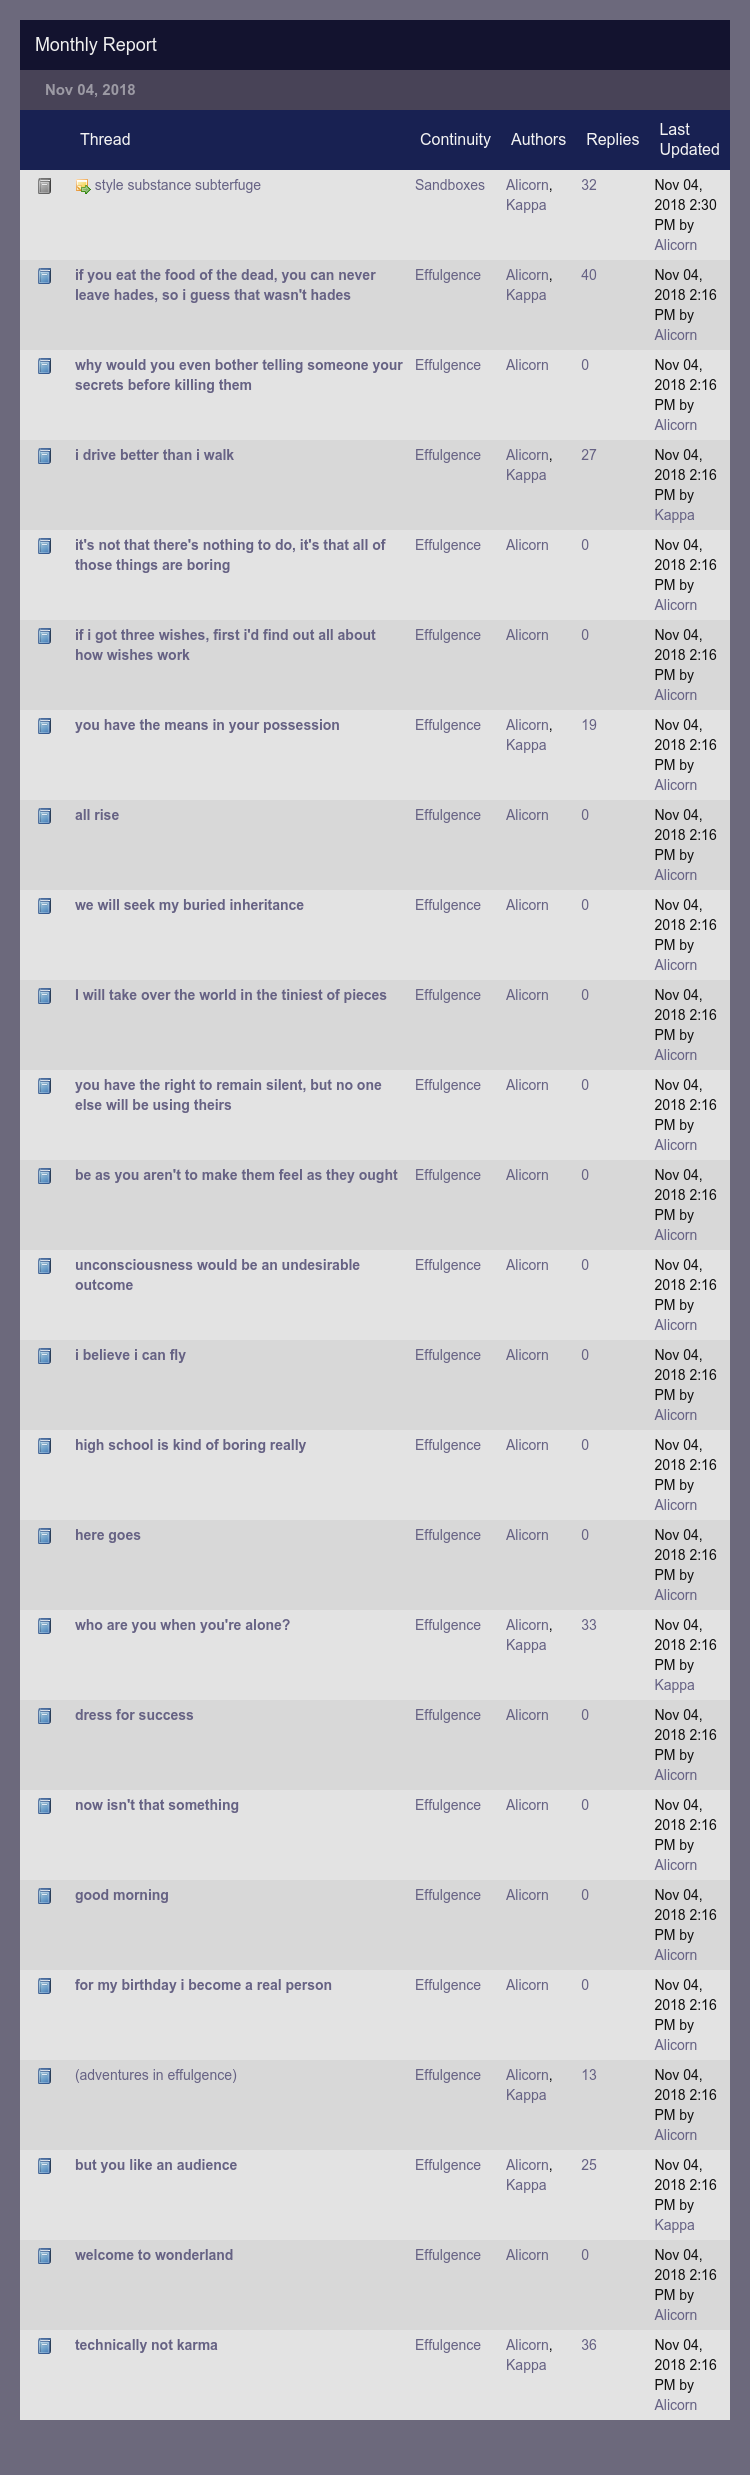 Monthly Report
Nov 04, 2018
Thread Continuity Authors Replies Last Updated
style substance subterfuge Sandboxes Alicorn, 32 Nov 04,
Kappa 2018 2:30
PM by
Alicorn
if you eat the food of the dead, you can never Effulgence Alicorn, 40 Nov 04,
leave hades, so i guess that wasn't hades Kappa 2018 2:16
PM by
Alicorn
why would you even bother telling someone your Effulgence Alicorn 0 Nov 04,
secrets before killing them 2018 2:16
PM by
Alicorn
i drive better than i walk Effulgence Alicorn, 27 Nov 04,
Kappa 2018 2:16
PM by
Kappa
it's not that there's nothing to do, it's that all of Effulgence Alicorn 0 Nov 04,
those things are boring 2018 2:16
PM by
Alicorn
if i got three wishes, first i'd find out all about Effulgence Alicorn 0 Nov 04,
how wishes work 2018 2:16
PM by
Alicorn
you have the means in your possession Effulgence Alicorn, 19 Nov 04,
Kappa 2018 2:16
PM by
Alicorn
all rise Effulgence Alicorn 0 Nov 04,
2018 2:16
PM by
Alicorn
we will seek my buried inheritance Effulgence Alicorn 0 Nov 04,
2018 2:16
PM by
Alicorn
I will take over the world in the tiniest of pieces Effulgence Alicorn 0 Nov 04,
2018 2:16
PM by
Alicorn
you have the right to remain silent, but no one Effulgence Alicorn 0 Nov 04,
else will be using theirs 2018 2:16
PM by
Alicorn
be as you aren't to make them feel as they ought Effulgence Alicorn 0 Nov 04,
2018 2:16
PM by
Alicorn
unconsciousness would be an undesirable Effulgence Alicorn 0 Nov 04,
outcome 2018 2:16
PM by
Alicorn
i believe i can fly Effulgence Alicorn 0 Nov 04,
2018 2:16
PM by
Alicorn
high school is kind of boring really Effulgence Alicorn 0 Nov 04,
2018 2:16
PM by
Alicorn
here goes Effulgence Alicorn 0 Nov 04,
2018 2:16
PM by
Alicorn
who are you when you're alone? Effulgence Alicorn, 33 Nov 04,
Kappa 2018 2:16
PM by
Kappa
dress for success Effulgence Alicorn 0 Nov 04,
2018 2:16
PM by
Alicorn
now isn't that something Effulgence Alicorn 0 Nov 04,
2018 2:16
PM by
Alicorn
good morning Effulgence Alicorn 0 Nov 04,
2018 2:16
PM by
Alicorn
for my birthday i become a real person Effulgence Alicorn 0 Nov 04,
2018 2:16
PM by
Alicorn
(adventures in effulgence) Effulgence Alicorn, 13 Nov 04,
Kappa 2018 2:16
PM by
Alicorn
but you like an audience Effulgence Alicorn, 25 Nov 04,
Kappa 2018 2:16
PM by
Kappa
welcome to wonderland Effulgence Alicorn 0 Nov 04,
2018 2:16
PM by
Alicorn
technically not karma Effulgence Alicorn, 36 Nov 04,
Kappa 2018 2:16
PM by
Alicorn